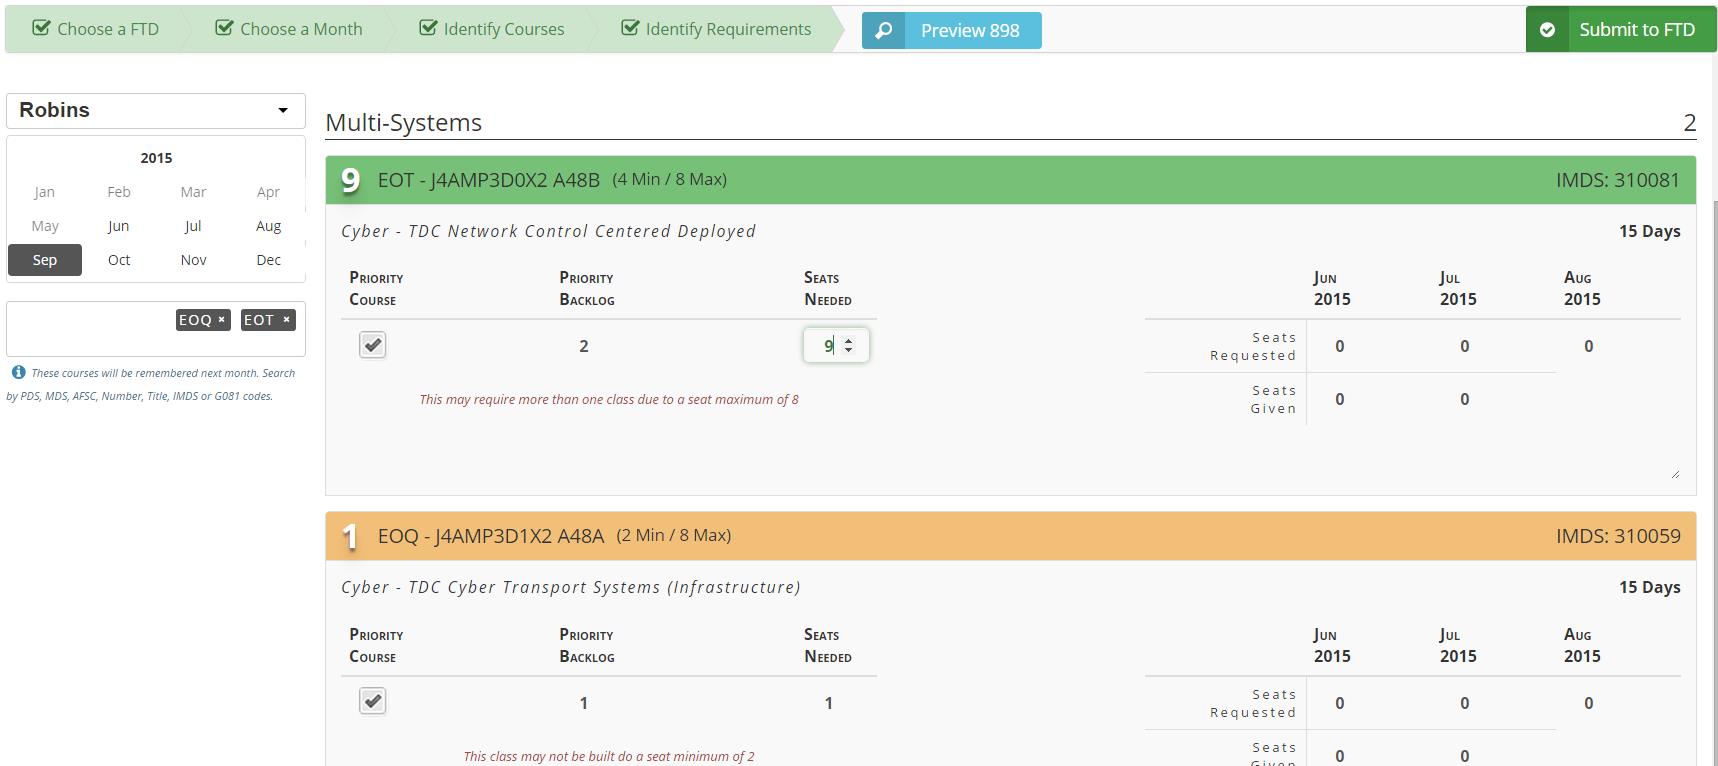 Choose a FTD
Choose a Month
Identify Courses
Identify Requirements
Preview 898
Submit to FTD
Robins
2015
Jan Feb Mar Apr
May Jun Jul Aug
Sep Oct Nov Dec
EOQ × EOT ×
These courses will be remembered next month. Search
by PDS, MDS, AFSC, Number, Title, IMDS or G081 codes.
Multi-Systems 2
9 EOT - J4AMP3D0X2 A48B (4 Min / 8 Max) IMDS: 310081
Cyber - TDC Network Control Centered Deployed 15 Days
Priority Priority Seats Jun Jul Aug
Course Backlog Needed 2015 2015 2015
2 9
Seats
Requested 0 0 0
Seats
Given 0 0
This may require more than one class due to a seat maximum of 8
1 EOQ - J4AMP3D1X2 A48A (2 Min / 8 Max) IMDS: 310059
Cyber - TDC Cyber Transport Systems (Infrastructure) 15 Days
Priority Priority Seats Jun Jul Aug
Course Backlog Needed 2015 2015 2015
1 1
Seats
Requested 0 0 0
Seats
Given 0 0
This class may not be built do a seat minimum of 2